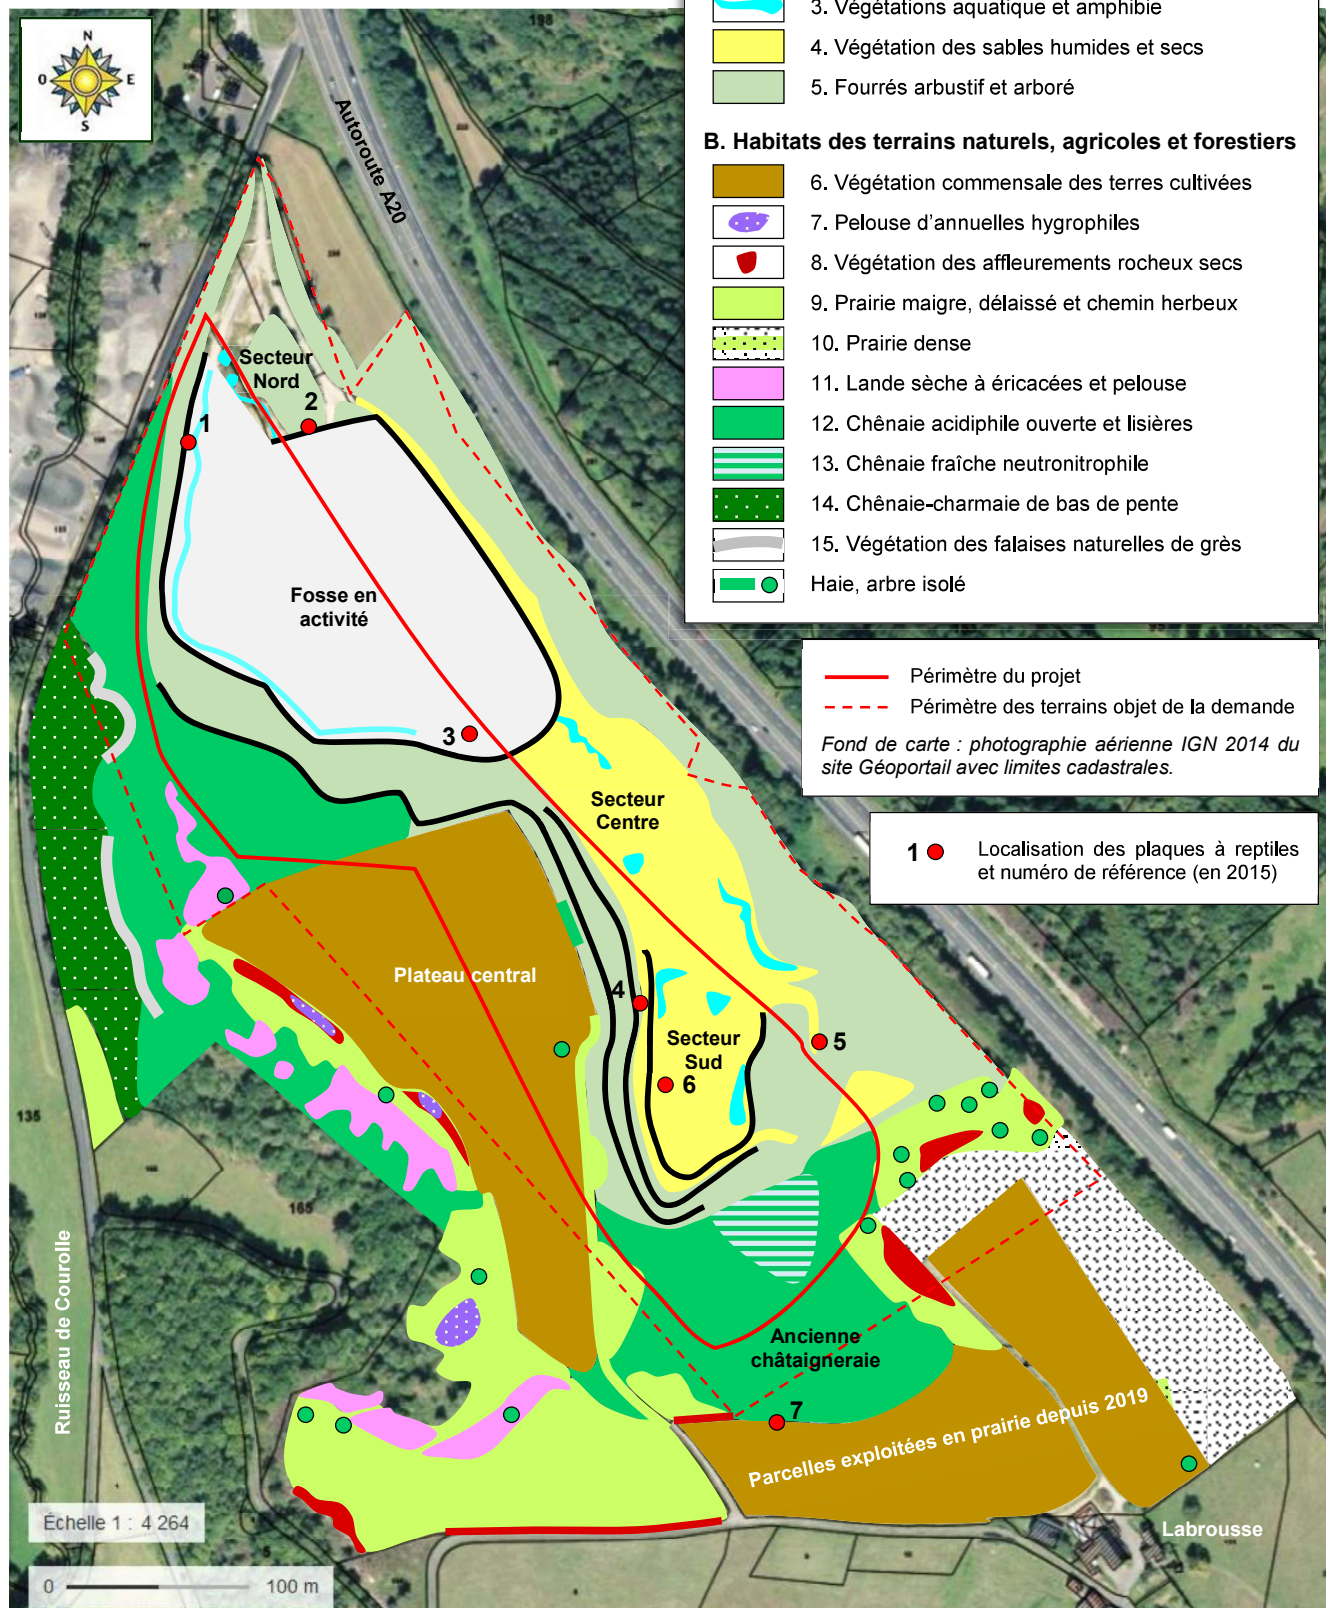 3. Végétations aquatique et amphibie
4. Végétation des sables humides et secs
5. Fourrés arbustif et arboré
B. Habitats des terrains naturels, agricoles et forestiers
6. Végétation commensale des terres cultivées
7. Pelouse d’annuelles hygrophiles
8. Végétation des affleurements rocheux secs
9. Prairie maigre, délaissé et chemin herbeux
10. Prairie dense
11. Lande sèche à éricacées et pelouse
12. Chênaie acidiphile ouverte et lisières
13. Chênaie fraîche neutronitrophile
14. Chênaie-charmaie de bas de pente
15. Végétation des falaises naturelles de grès
Haie, arbre isolé
Périmètre du projet
Périmètre des terrains objet de la demande
Fond de carte : photographie aérienne IGN 2014 du
site Géoportail avec limites cadastrales.
1
Localisation des plaques à reptiles
et numéro de référence (en 2015)
N
O
E
S
198
Autoroute A20
Secteur
Nord
2
1
Fosse en
activité
3
Secteur
Centre
Plateau central
4
Secteur
Sud
5
6
135
165
Ruisseau de Courolle
Ancienne
châtaigneraie
7
Parcelles exploitées en prairie depuis 2019
Labrousse
Échelle 1 : 4 264
0
100 m